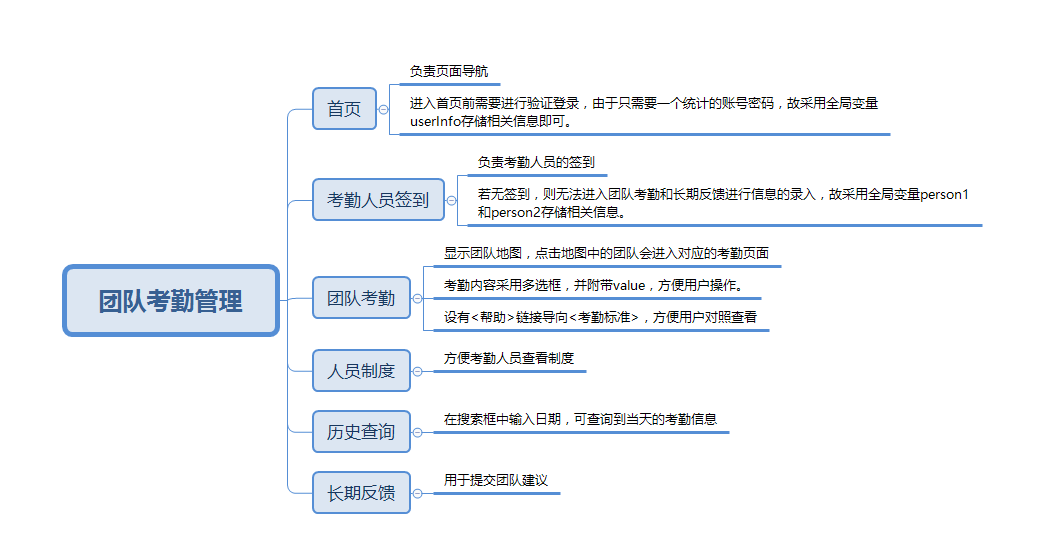 团队考勤管理
首页
负责页面导航
进入首页前需要进行验证登录，由于只需要一个统计的账号密码，故采用全局变量
userInfo存储相关信息即可。
考勤人员签到
负责考勤人员的签到
若无签到，则无法进入团队考勤和长期反馈进行信息的录入，故采用全局变量person1
和person2存储相关信息。
团队考勤
显示团队地图，点击地图中的团队会进入对应的考勤页面
考勤内容采用多选框，并附带value，方便用户操作。
设有<帮助>链接导向<考勤标准>，方便用户对照查看
人员制度
方便考勤人员查看制度
历史查询
在搜索框中输入日期，可查询到当天的考勤信息
长期反馈
用于提交团队建议